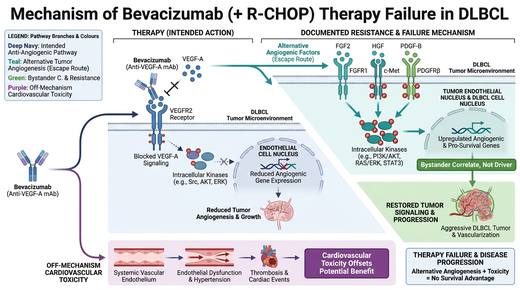 Mechanism of Bevacizumab (+ R-CHOP) Therapy Failure in DLBCL
LEGEND: Pathway Branches & Colours
Deep Navy: Intended
Anti-Angiogenic Pathway
Teal: Alternative Tumor
Angiogenesis (Escape Route)
Green: Bystander C. & Resistance
Purple: Off-Mechanism
Cardiovascular Toxicity
THERAPY (INTENDED ACTION)
Bevacizumab
(Anti-VEGF-A mAb)
VEGF-A
VEGFR2
Receptor
DLBCL
Tumor Microenvironment
Blocked VEGF-A
Signaling
Intracellular Kinases
(e.g., Src, AKT, ERK)
ENDOTHELIAL
CELL NUCLEUS
Reduced Angiogenic
Gene Expression
Reduced Tumor
Angiogenesis & Growth
Bevacizumab
(Anti-VEGF-A mAb)
DOCUMENTED RESISTANCE & FAILURE MECHANISM
Alternative
Angiogenic Factors
(Escape Route)
FGF2
HGF
PDGF-B
FGFR1
c-Met
PDGFRβ
DLBCL
Tumor Microenvironment
TUMOR ENDOTHELIAL
NUCLEUS & DLBCL CELL
NUCLEUS
Intracellular Kinases
(e.g., PI3K/AKT,
RAS/ERK, STAT3)
Upregulated Angiogenic
& Pro-Survival Genes
Bystander Correlate, Not Driver
RESTORED TUMOR
SIGNALING &
PROGRESSION
Aggressive DLBCL Tumor
& Vascularization
OFF-MECHANISM
CARDIOVASCULAR
TOXICITY
Systemic Vascular
Endothelium
Endothelial Dysfunction
& Hypertension
Thrombosis &
Cardiac Events
Cardiovascular
Toxicity Offsets
Potential Benefit
THERAPY FAILURE &
DISEASE PROGRESSION
Alternative Angiogenesis + Toxicity
= No Survival Advantage